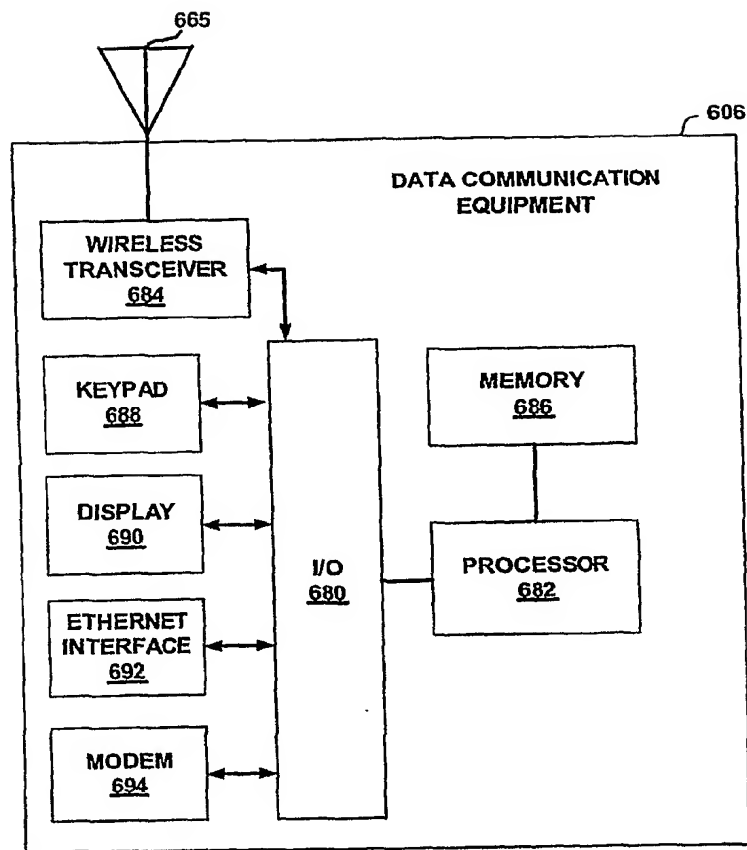 665
606
DATA COMMUNICATION
EQUIPMENT
WIRELESS
TRANSCEIVER
684
KEYPAD
688
MEMORY
686
DISPLAY
690
I/O
680
PROCESSOR
682
ETHERNET
INTERFACE
692
MODEM
694